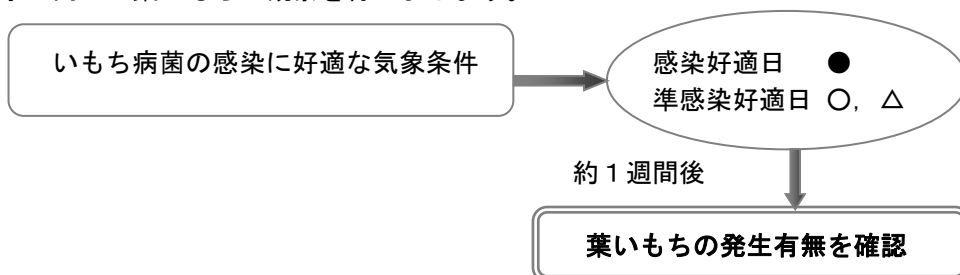 いもち病菌の感染に好適な気象条件
感染好適日 ●
準感染好適日 ○, △
約1週間後
葉いもちの発生有無を確認